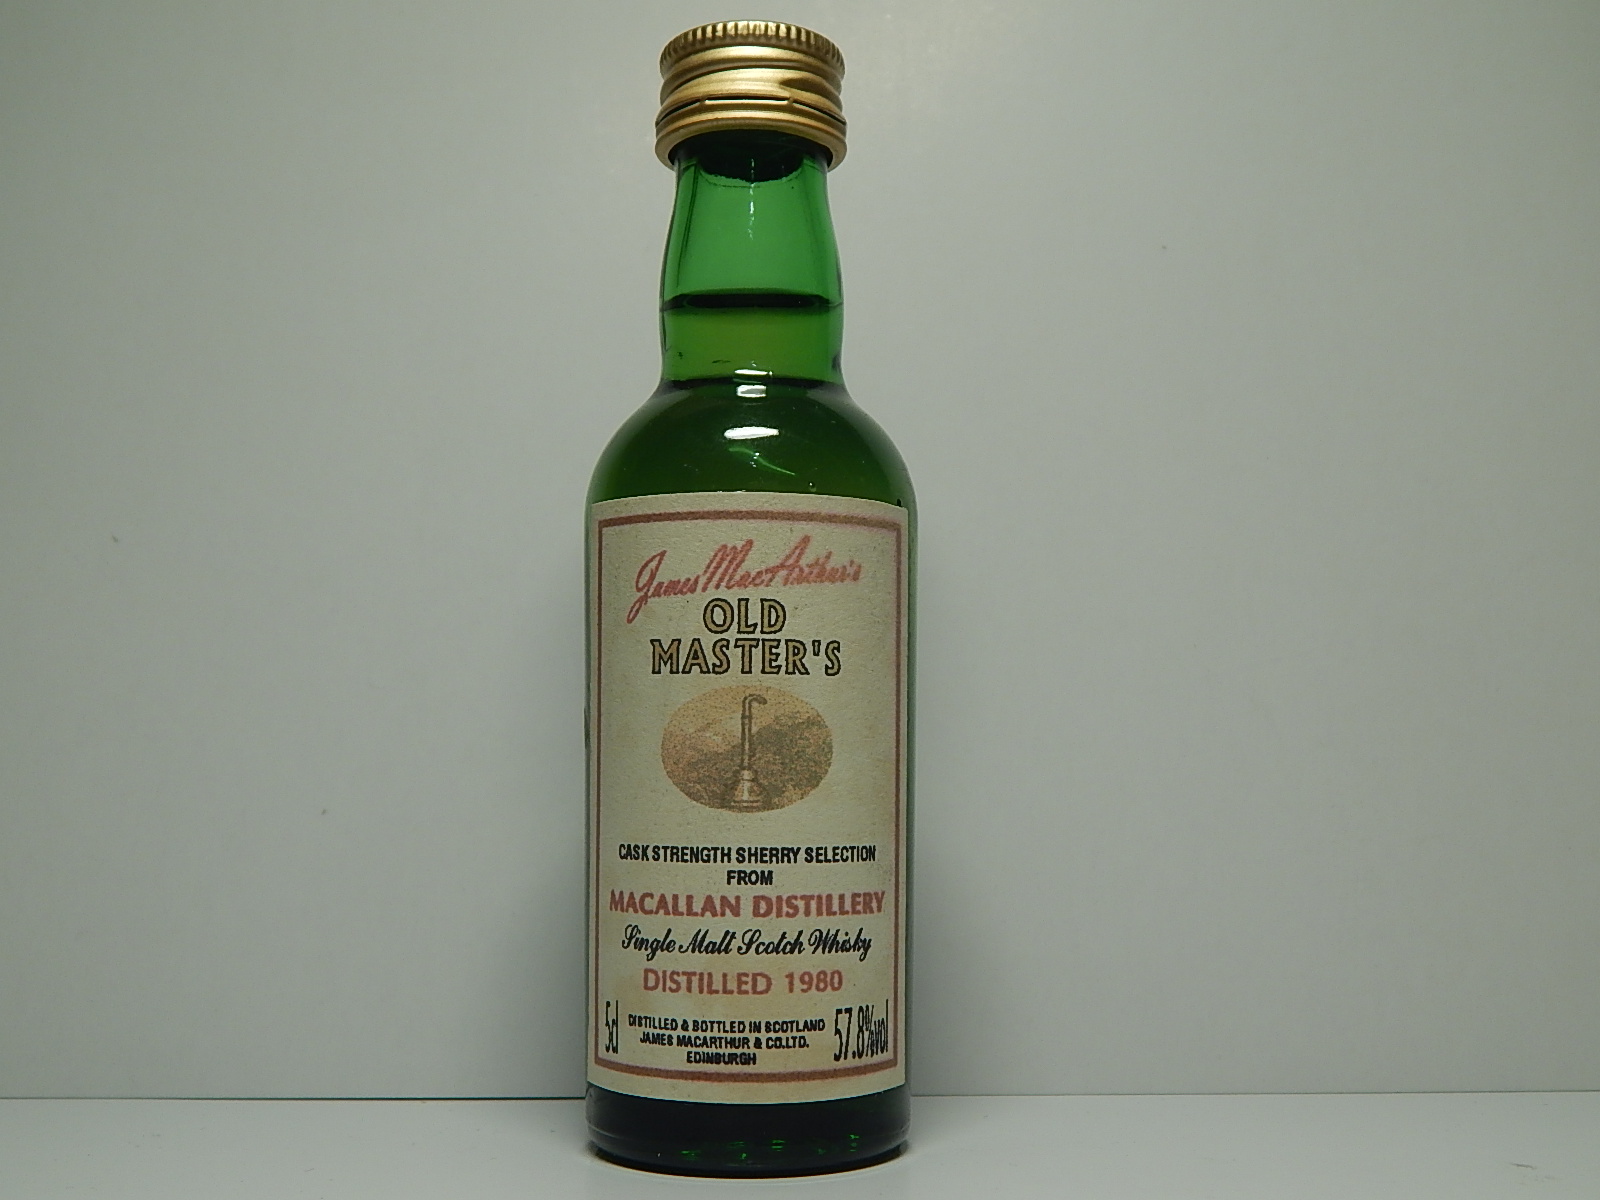 James MacArthur's
OLD
MASTER'S
CASK STRENGTH SHERRY SELECTION
FROM
MACALLAN DISTILLERY
Single Malt Scotch Whisky
DISTILLED 1980
5cl
DISTILLED & BOTTLED IN SCOTLAND
JAMES MACARTHUR & CO.LTD.
EDINBURGH
57.8%vol